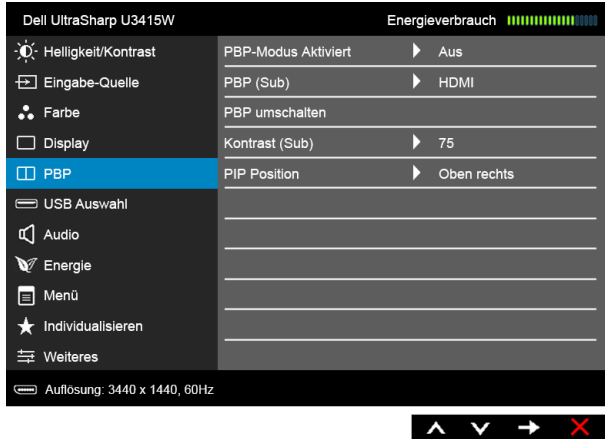 Dell UltraSharp U3415W Energieverbrauch
Helligkeit/Kontrast PBP-Modus Aktiviert Aus
Eingabe-Quelle PBP (Sub) HDMI
Farbe PBP umschalten
Display Kontrast (Sub) 75
PBP PIP Position Oben rechts
USB Auswahl
Audio
Energie
Menü
Individualisieren
Weiteres
Auflösung: 3440 x 1440, 60Hz